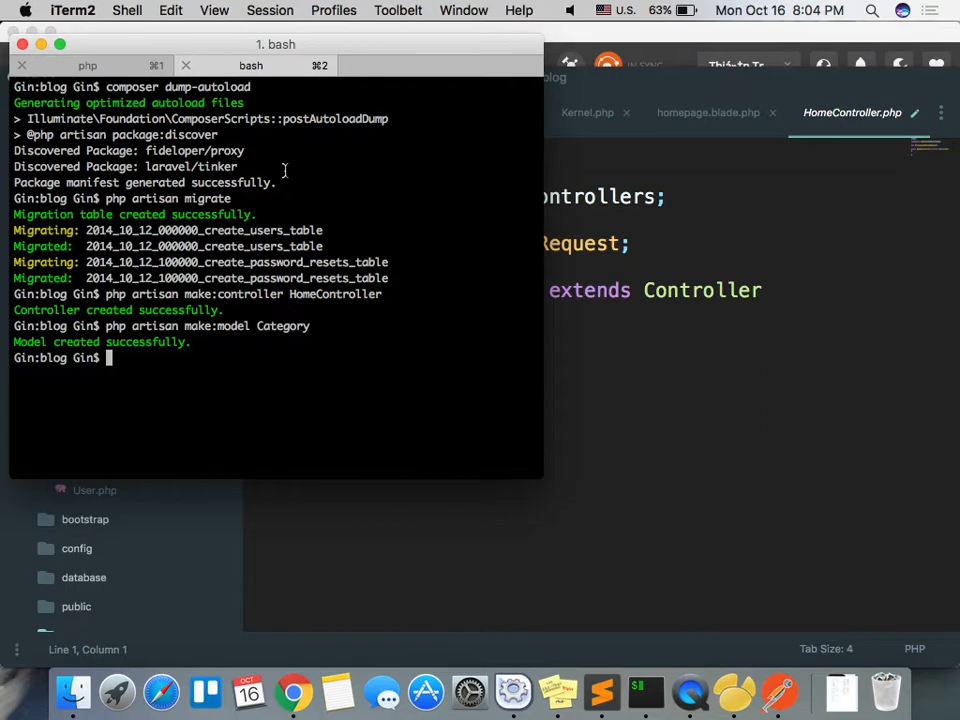 iTerm2 Shell Edit View Session Profiles Toolbelt Window Help U.S. 63% Mon Oct 16 8:04 PM
1. bash
php ⌘1 bash ⌘2
IN SYNC
blog
Kernel.php homepage.blade.php HomeController.php
Gin:blog Gin$ composer dump-autoload
Generating optimized autoload files
> Illuminate\Foundation\ComposerScripts::postAutoloadDump
> @php artisan package:discover
Discovered Package: fideloper/proxy
Discovered Package: laravel/tinker
Package manifest generated successfully.
Gin:blog Gin$ php artisan migrate
Migration table created successfully.
Migrating: 2014_10_12_000000_create_users_table
Migrated: 2014_10_12_000000_create_users_table
Migrating: 2014_10_12_100000_create_password_resets_table
Migrated: 2014_10_12_100000_create_password_resets_table
Gin:blog Gin$ php artisan make:controller HomeController
Controller created successfully.
Gin:blog Gin$ php artisan make:model Category
Model created successfully.
Gin:blog Gin$
ontrollers;
Request;
extends Controller
User.php
bootstrap
config
database
public
Line 1, Column 1 Tab Size: 4 PHP
OCT
16